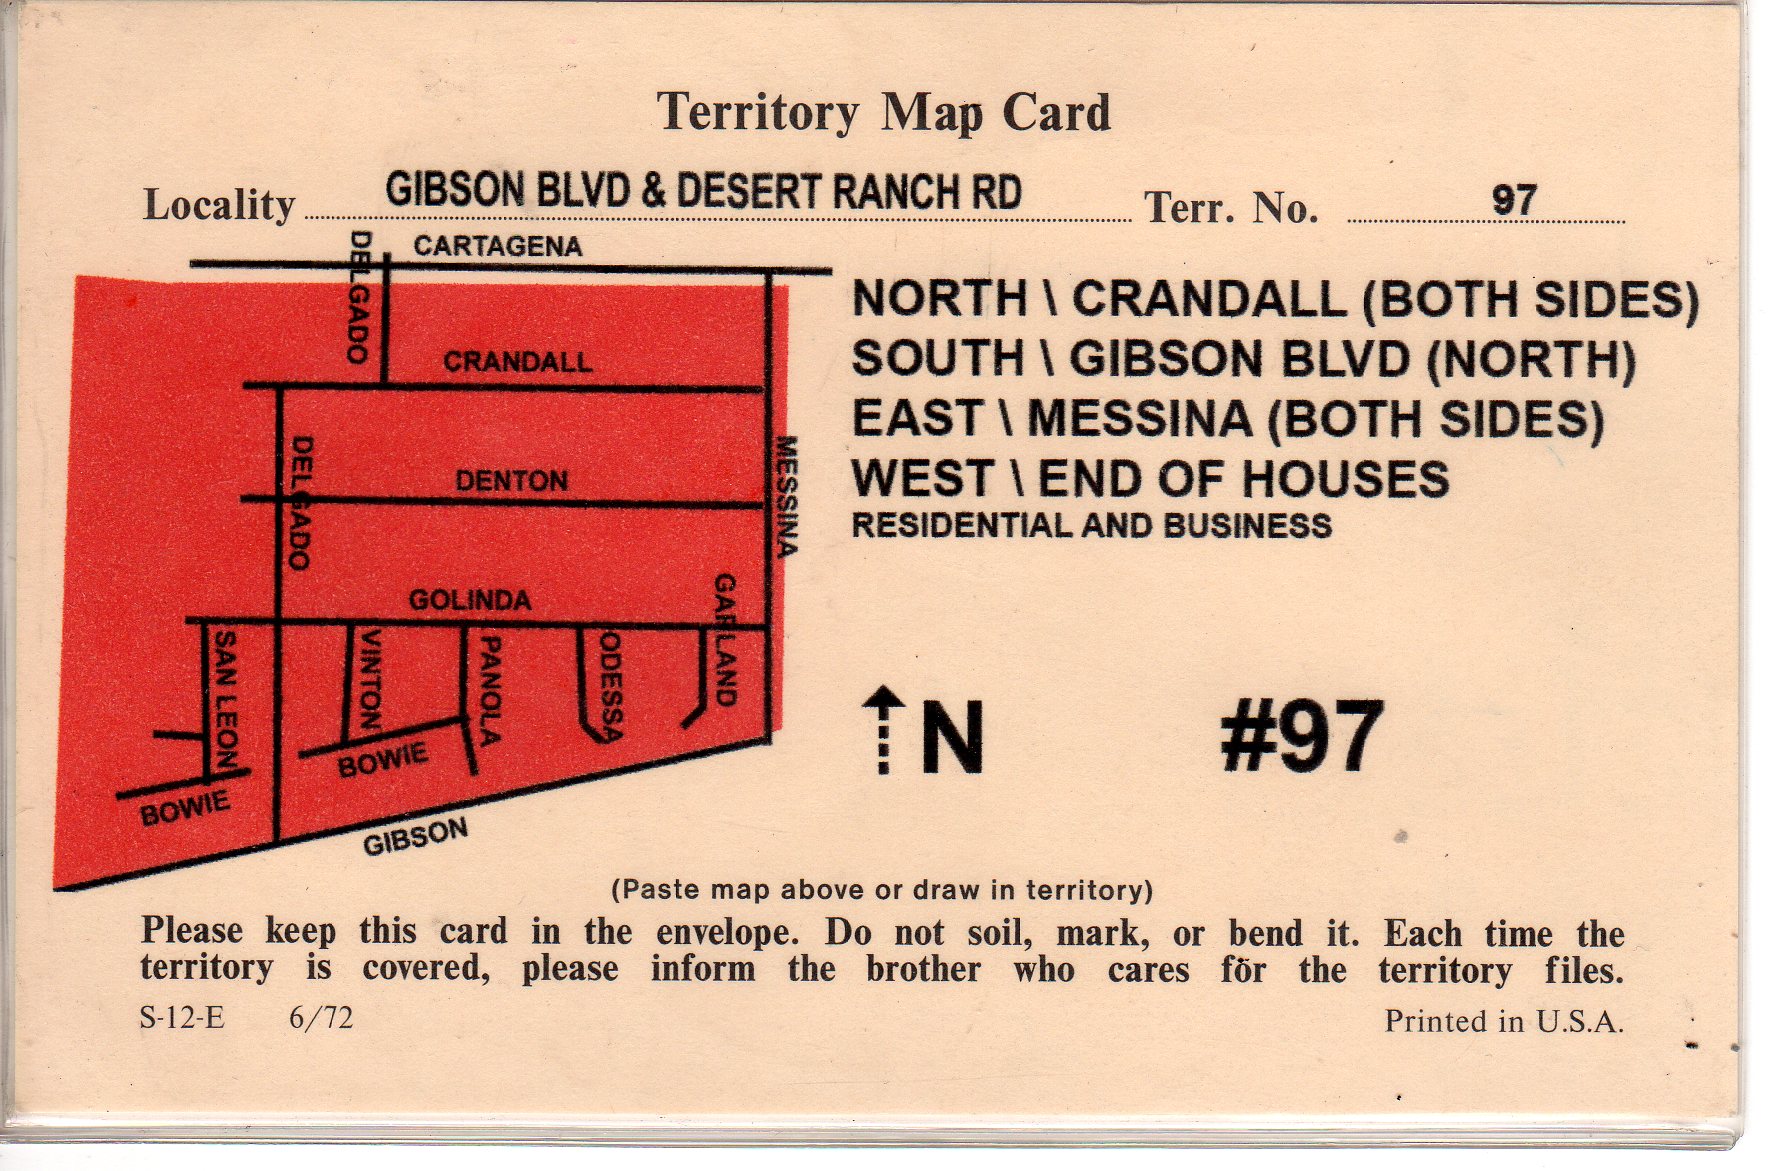 Territory Map Card
Locality GIBSON BLVD & DESERT RANCH RD Terr. No. 97
CARTAGENA
DELGADO
CRANDALL
DELGADO
DENTON
MESSINA
GOLINDA
GARLAND
SAN LEON
VINTON
PANOLA
ODESSA
BOWIE
BOWIE
GIBSON
NORTH \ CRANDALL (BOTH SIDES)
SOUTH \ GIBSON BLVD (NORTH)
EAST \ MESSINA (BOTH SIDES)
WEST \ END OF HOUSES
RESIDENTIAL AND BUSINESS
N #97
(Paste map above or draw in territory)
Please keep this card in the envelope. Do not soil, mark, or bend it. Each time the
territory is covered, please inform the brother who cares for the territory files.
S-12-E 6/72 Printed in U.S.A.